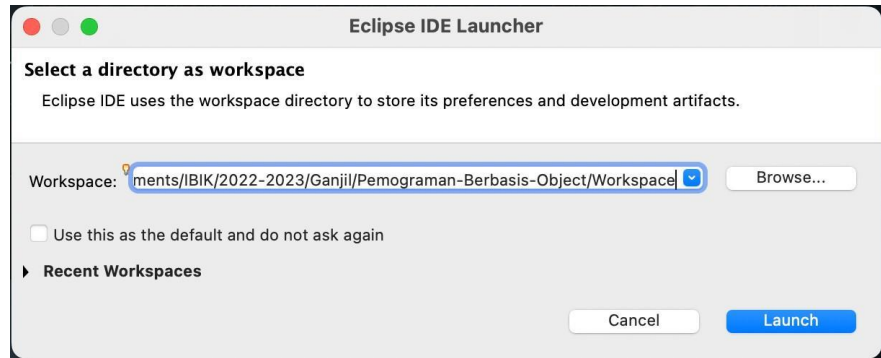 Eclipse IDE Launcher
Select a directory as workspace
Eclipse IDE uses the workspace directory to store its preferences and development artifacts.
Workspace: ments/IBIK/2022-2023/Ganjil/Pemograman-Berbasis-Object/Workspace Browse...
Use this as the default and do not ask again
Recent Workspaces
Cancel Launch